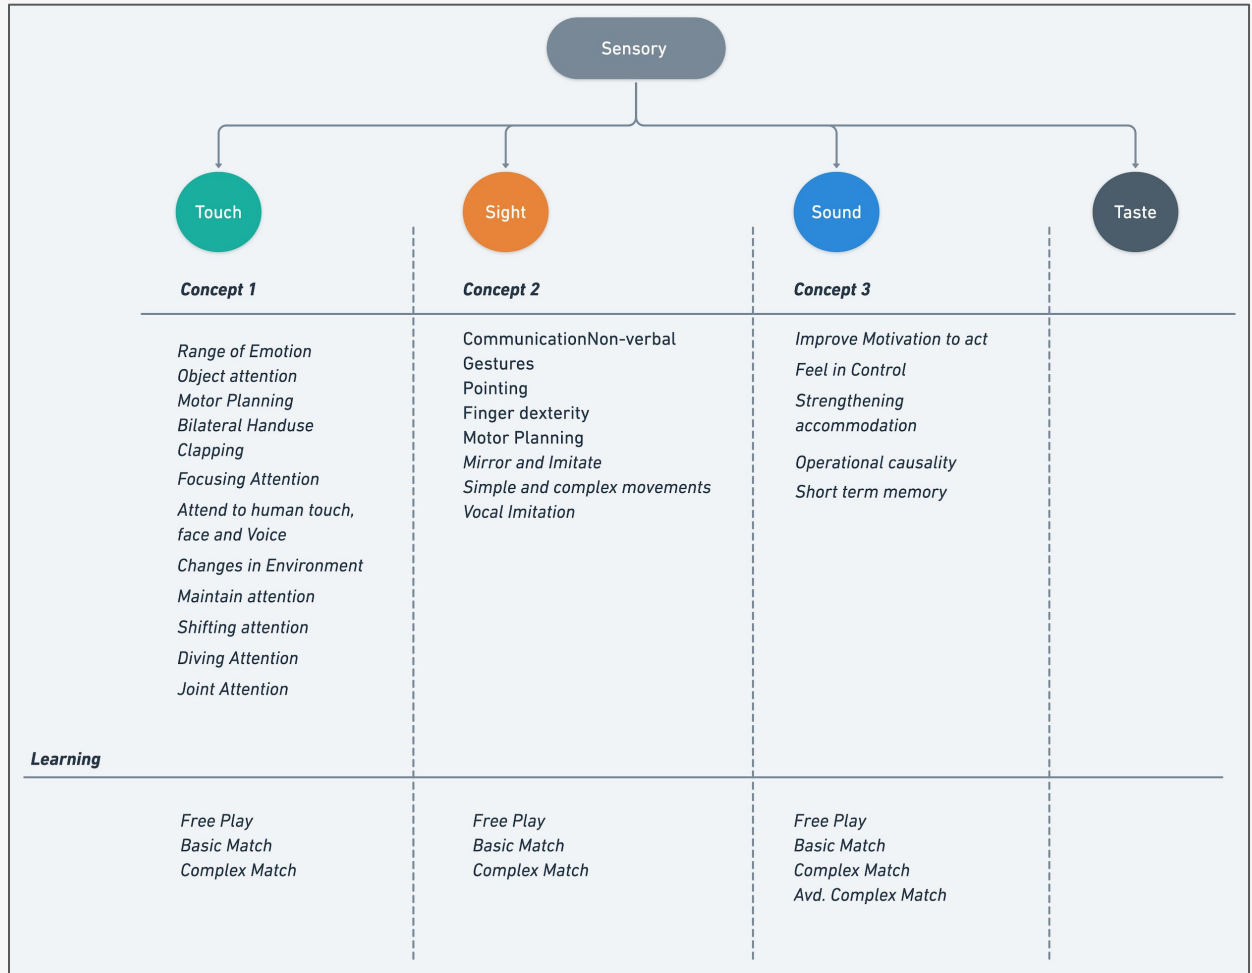 Sensory
Touch
Sight
Sound
Taste
Concept 1
Concept 2
Concept 3
Range of Emotion
Object attention
Motor Planning
Bilateral Handuse
Clapping
Focusing Attention
Attend to human touch,
face and Voice
Changes in Environment
Maintain attention
Shifting attention
Diving Attention
Joint Attention
CommunicationNon-verbal
Gestures
Pointing
Finger dexterity
Motor Planning
Mirror and Imitate
Simple and complex movements
Vocal Imitation
Improve Motivation to act
Feel in Control
Strengthening
accommodation
Operational causality
Short term memory
Learning
Free Play
Basic Match
Complex Match
Free Play
Basic Match
Complex Match
Free Play
Basic Match
Complex Match
Avd. Complex Match